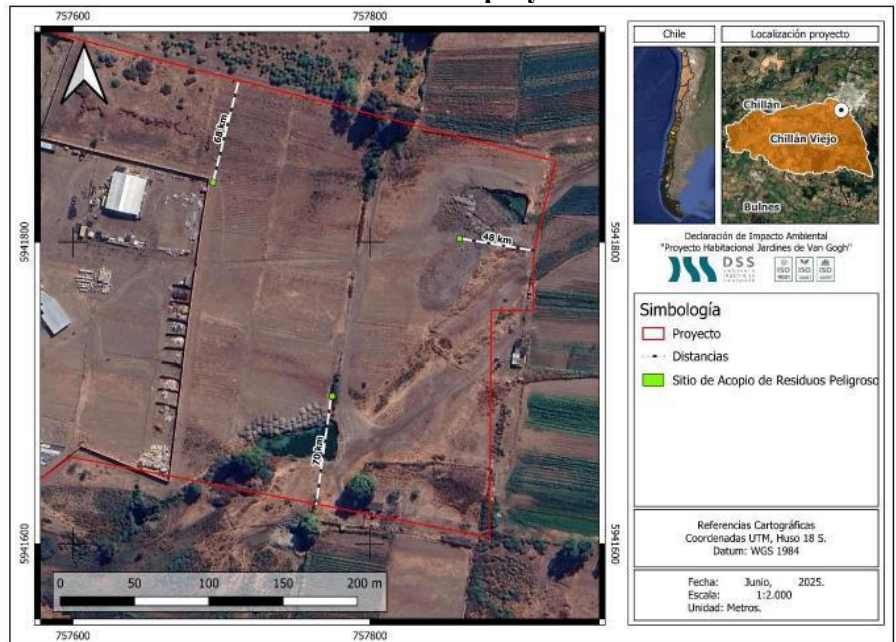 757600
757800
5941800
5941600
68 km
48 km
70 km
0 50 100 150 200 m
757600
757800
5941800
5941600
Chile
Localización proyecto
Chillán
Chillán Viejo
Bulnes
Declaración de Impacto Ambiental
"Proyecto Habitacional Jardines de Van Gogh"
DSS
ISO
ISO
ISO
Simbología
Proyecto
Distancias
Sitio de Acopio de Residuos Peligroso
Referencias Cartográficas
Coordenadas UTM, Huso 18 S.
Datum: WGS 1984
Fecha: Junio, 2025.
Escala: 1:2.000
Unidad: Metros.